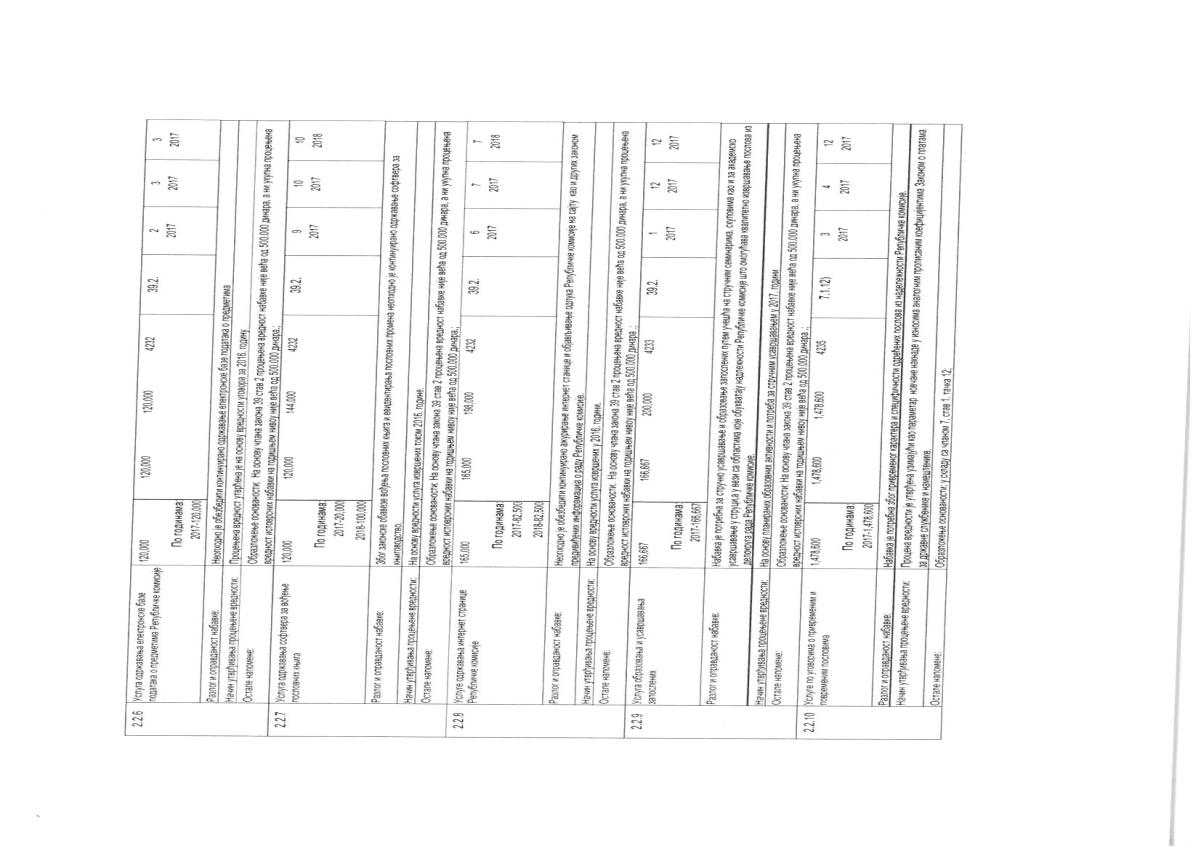 2.2.6 Услуга одржавања електронске базе 120,000 120,000 120,000 4232 39.2. 2 3 3
података о предметима Републичке комисије 2017 2017 2017
По годинама:
2017-120,000
Разлог и оправданост набавке: Неопходно је обезбедити континуирано одржавање електронске базе података о предметима
Начин утврђивања процењене вредности: Процењена вредност утврђена је на основу вредности уговора за 2016. годину
Остале напомене: Образложење основаности: На основу члана закона 39 став 2 процењена вредност набавке није већа од 500.000 динара, а ни укупна процењена
вредност истоврсних набавки на годишњем нивоу није већа од 500.000 динара.;
2.2.7 Услуга одржавања софтвера за вођење 120,000 120,000 144,000 4232 39.2. 9 10 10
пословних књига 2017 2017 2018
По годинама:
2017-20,000
2018-100,000
Разлог и оправданост набавке: Због законске обавезе вођења пословних књига и евидентирања пословних промена неопходно је континуирано одржавање софтвера за
књиговодство.
Начин утврђивања процењене вредности: На основу вредности услуга извршених током 2016. године.
Остале напомене: Образложење основаности: На основу члана закона 39 став 2 процењена вредност набавке није већа од 500.000 динара, а ни укупна процењена
вредност истоврсних набавки на годишњем нивоу није већа од 500.000 динара.;
2.2.8 Услуге одржавања интернет странице 165,000 165,000 198,000 4232 39.2. 6 7 7
Републичке комисије 2017 2017 2018
По годинама:
2017-82,500
2018-82,500
Разлог и оправданост набавке: Неопходно је обезбедити континуирано ажурирање интернет станице и објављивање одлука Републичке комисије на сајту као и других законом
предвиђених информација о раду Републичке комисије.
Начин утврђивања процењене вредности: На основу вредности услуга извршених у 2016. години.
Остале напомене: Образложење основаности: На основу члана закона 39 став 2 процењена вредност набавке није већа од 500.000 динара, а ни укупна процењена
вредност истоврсних набавки на годишњем нивоу није већа од 500.000 динара .;
2.2.9 Услуга образовања и усавршавања 166,667 166,667 200,000 4233 39.2. 1 12 12
запослених 2017 2017 2017
По годинама:
2017-166,667
Разлог и оправданост набавке: Набавка је потребна за стручно усавршавање и образовање запослених путем учешћа на стручним семинарима, скуповима као и за академско
усавршавање у струци,а у вези са областима које обухватају надлежности Републичке комисије што омогућава квалитетно извршавање послова из
делокруга рада Републичке комисије.
Начин утврђивања процењене вредности: На основу планираних образовних активности и потреба за стручним усавршавањем у 2017. години
Остале напомене: Образложење основаности: На основу члана закона 39 став 2 процењена вредност набавке није већа од 500.000 динара, а ни укупна процењена
вредност истоврсних набавки на годишњем нивоу није већа од 500.000 динара .;
2.2.10 Услуге по уговорима о привременим и 1,478,600 1,478,600 1,478,600 4235 7.1.12) 3 4 12
повременим пословима 2017 2017 2017
По годинама:
2017-1,478,600
Разлог и оправданост набавке: Набавка је потребна због привременог карактера и специфичности одређених послова из надлежности Републичке комисије.
Начин утврђивања процењене вредности: Процена вредности је утврђена узимајући као параметар новчане накнаде у износима аналогним прописаним коефицијентима Законом о платама
за државне службенике и намештенике.
Остале напомене: Образложење основаности: у складу са чланом 7. став 1. тачка 12;